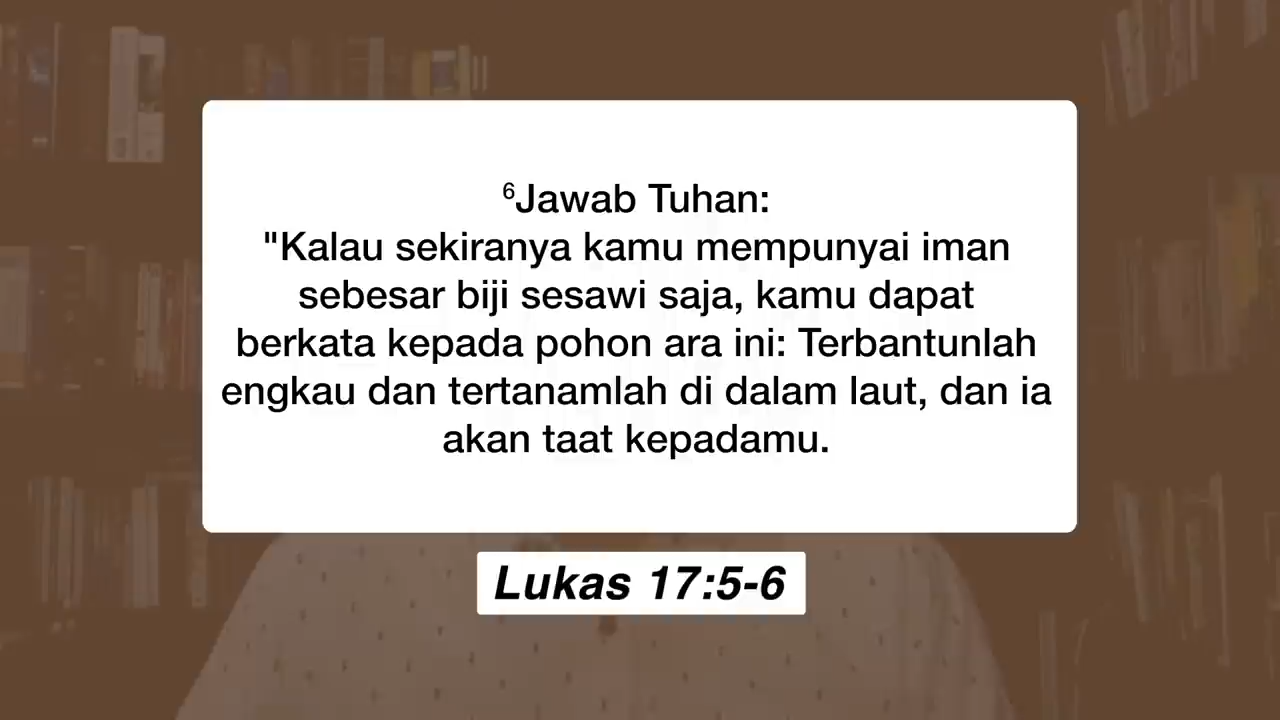 ⁶Jawab Tuhan:
"Kalau sekiranya kamu mempunyai iman
sebesar biji sesawi saja, kamu dapat
berkata kepada pohon ara ini: Terbantunlah
engkau dan tertanamlah di dalam laut, dan ia
akan taat kepadamu.
Lukas 17:5-6